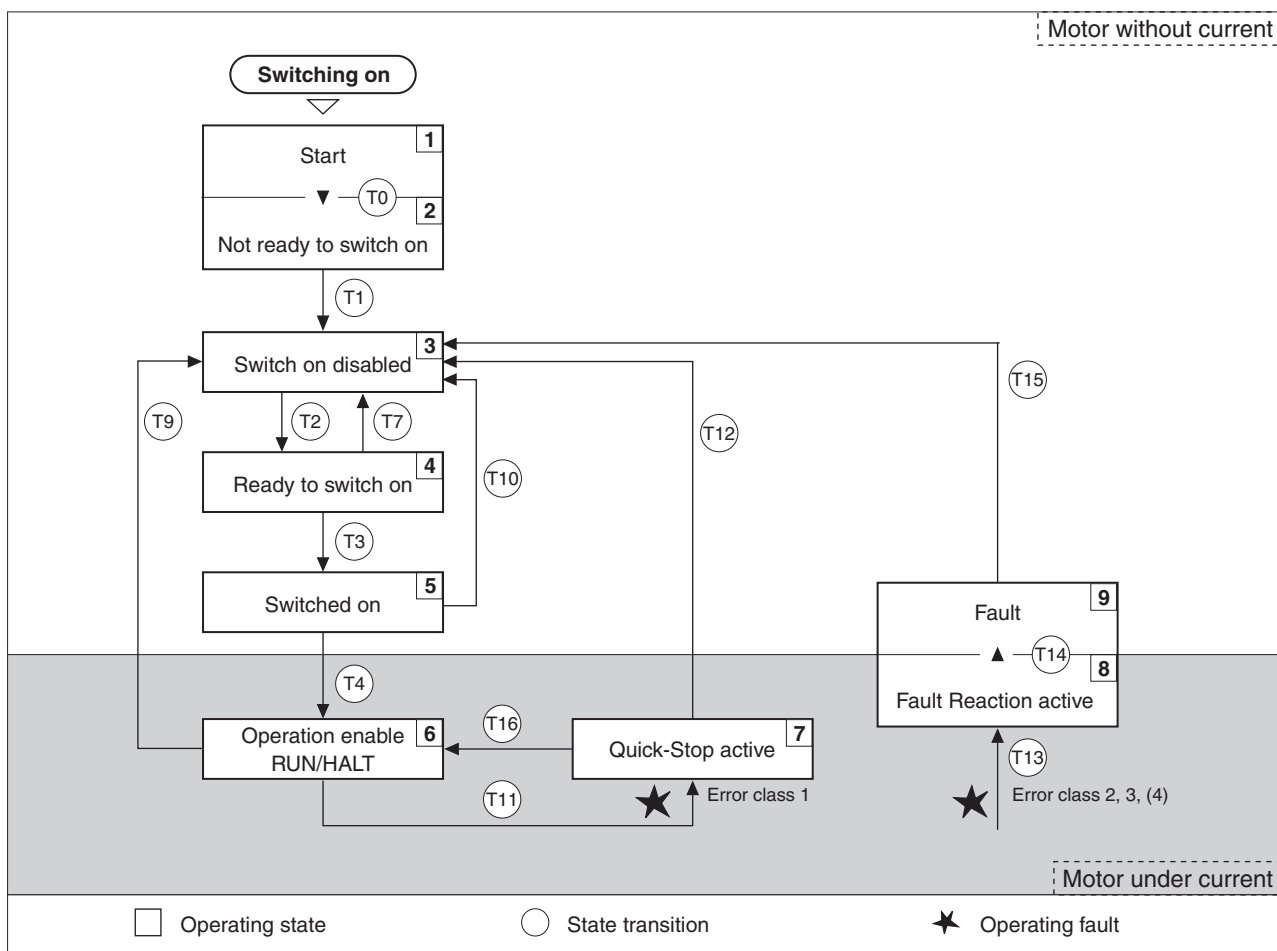 Motor without current
Switching on
1
Start
T0
2
Not ready to switch on
T1
3
Switch on disabled
T15
T9
T2
T7
T12
4
Ready to switch on
T10
T3
5
Switched on
9
Fault
T14
8
Fault Reaction active
T4
T16
Operation enable
RUN/HALT
6
7
Quick-Stop active
T13
T11
Error class 1
Error class 2, 3, (4)
Motor under current
Operating state
State transition
Operating fault